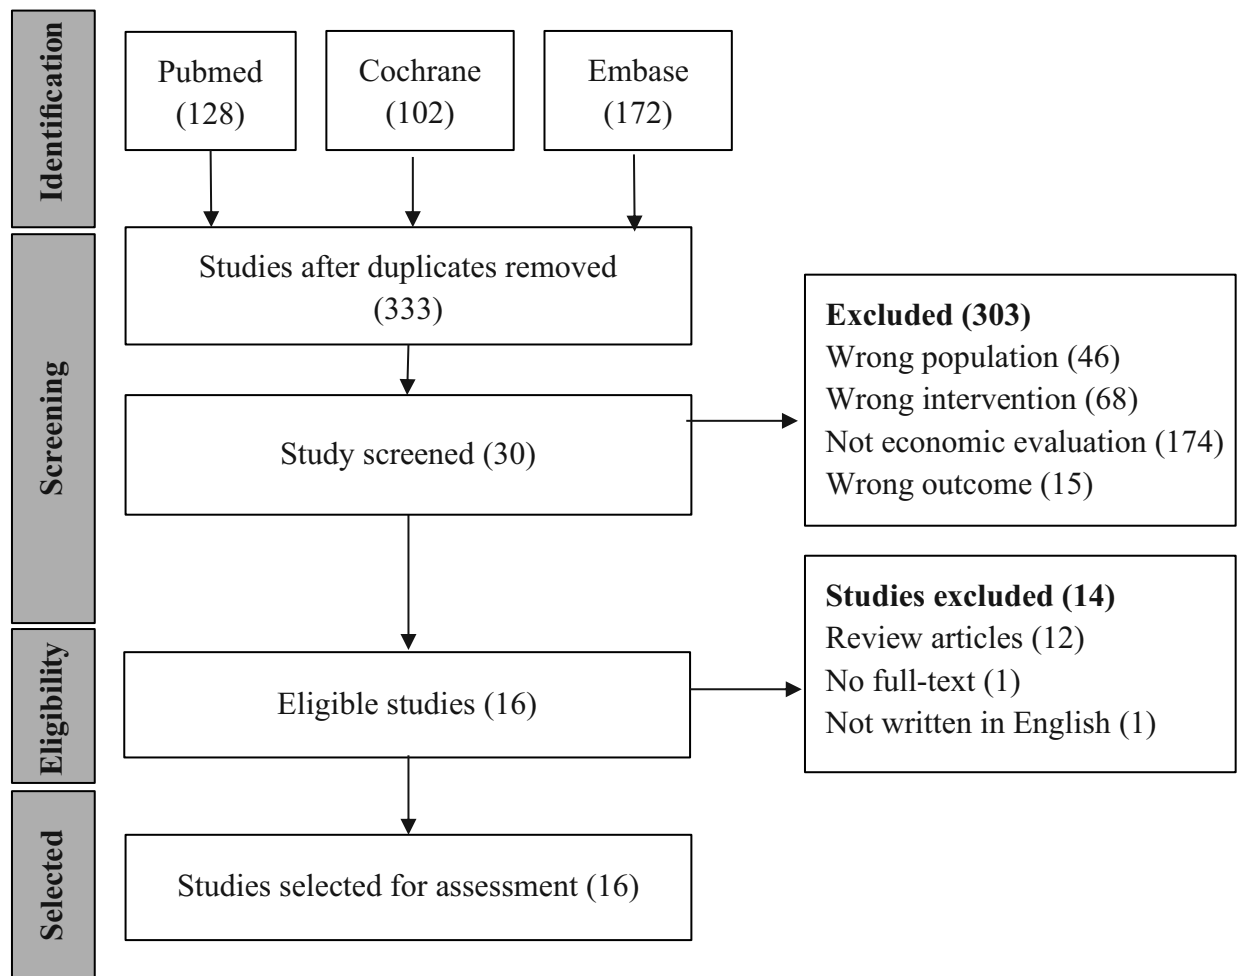 Identification
Pubmed
(128)
Cochrane
(102)
Embase
(172)
Screening
Studies after duplicates removed
(333)
Study screened (30)
Excluded (303)
Wrong population (46)
Wrong intervention (68)
Not economic evaluation (174)
Wrong outcome (15)
Eligibility
Eligible studies (16)
Studies excluded (14)
Review articles (12)
No full-text (1)
Not written in English (1)
Selected
Studies selected for assessment (16)